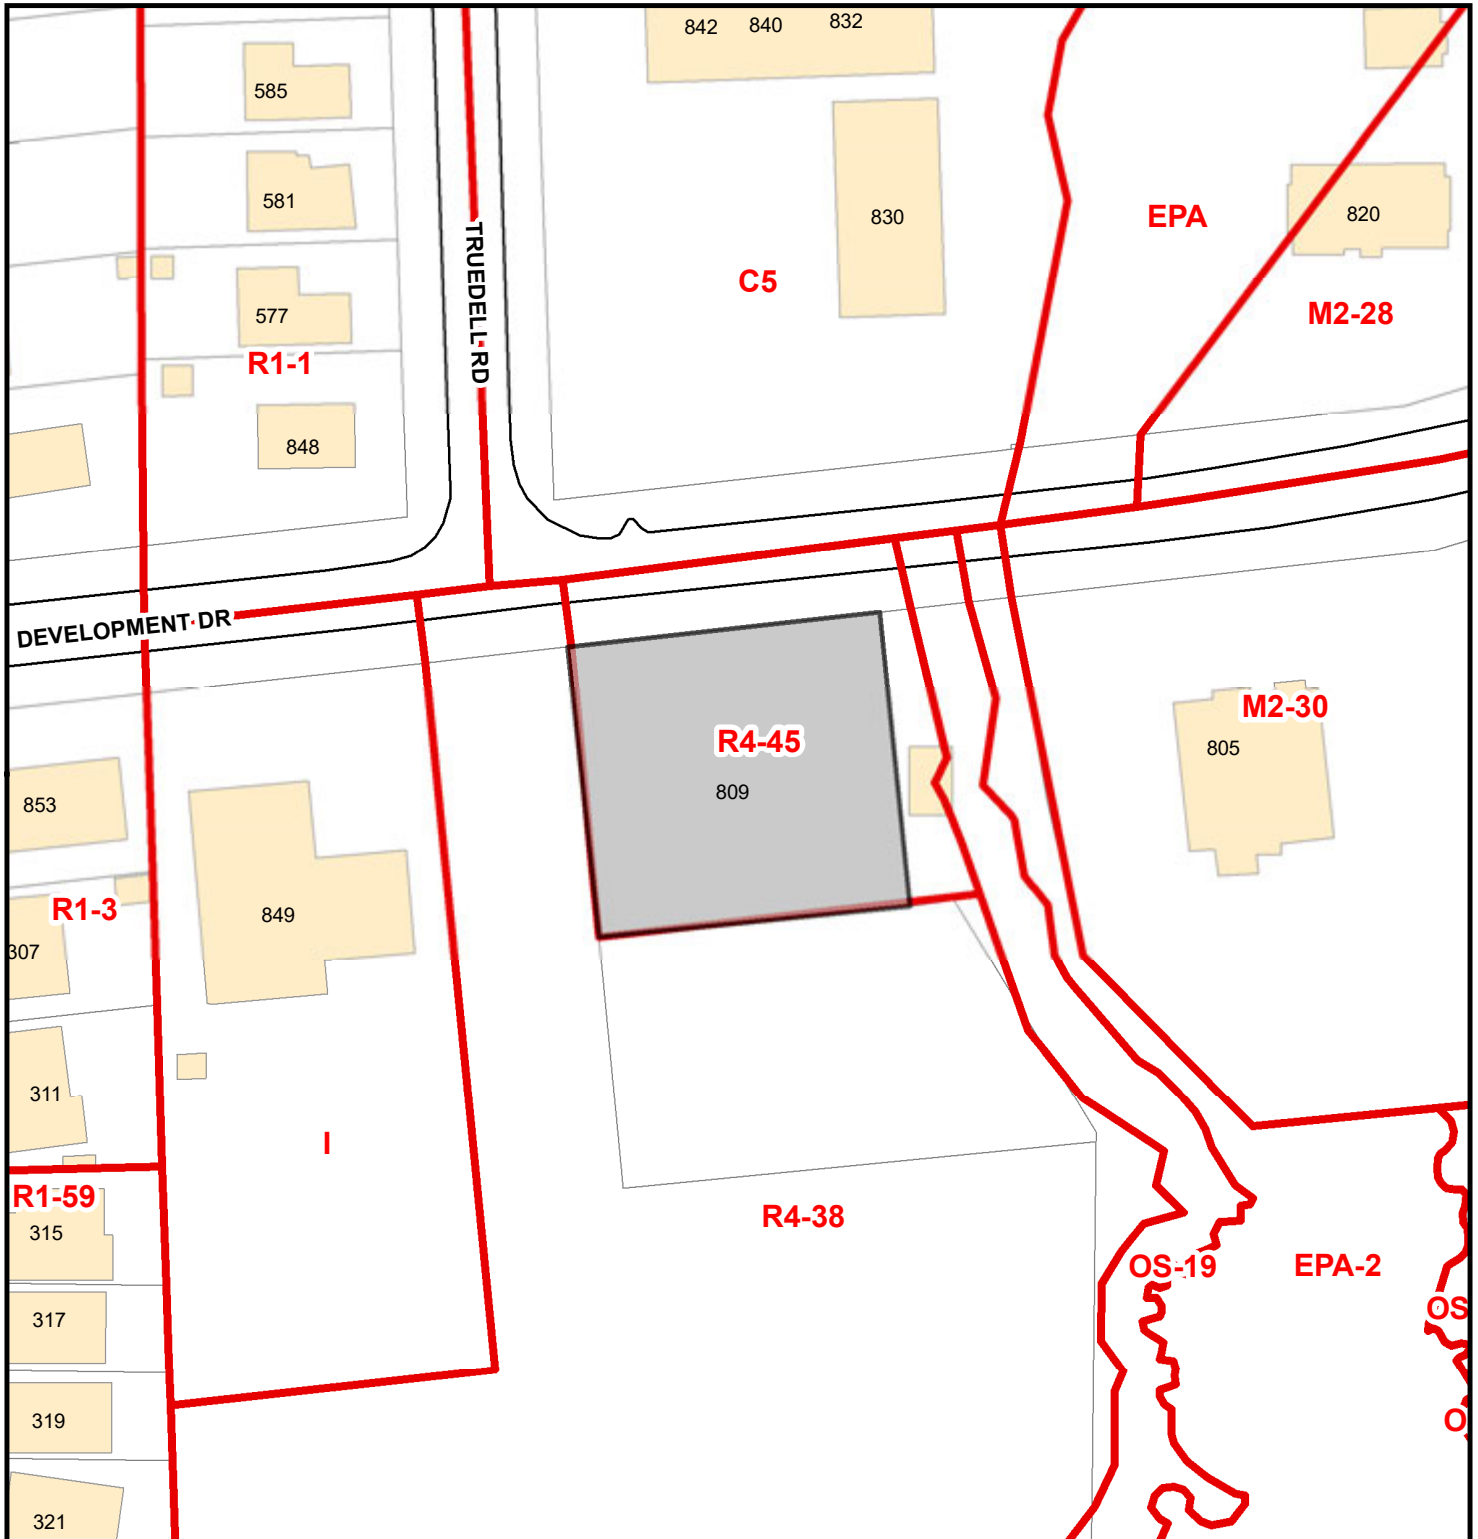 842 840 832
585
581
830
EPA
820
TRUEDELL RD
C5
577
M2-28
R1-1
848
DEVELOPMENT DR
R4-45
M2-30
805
809
853
R1-3
849
307
311
I
R1-59
R4-38
315
OS-19
EPA-2
OS
317
319
O
321